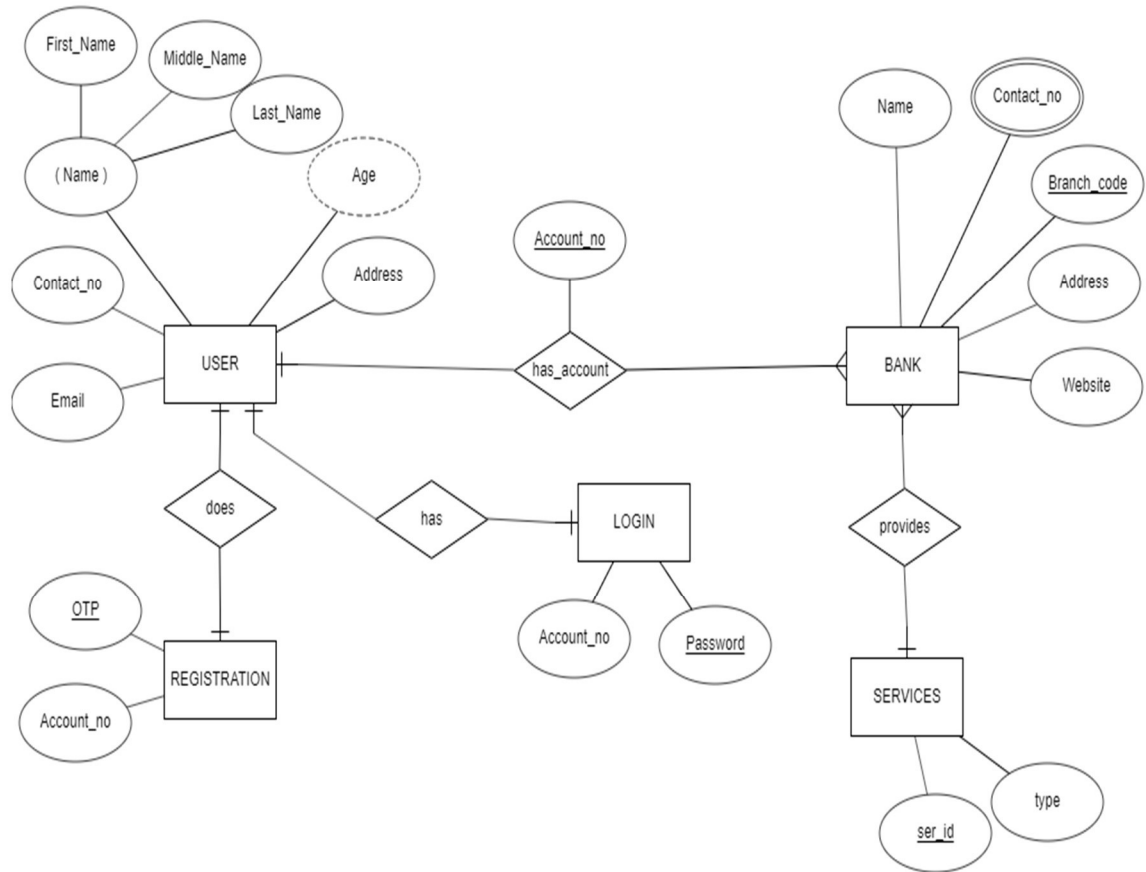 First_Name
Middle_Name
Last_Name
( Name )
Age
Contact_no
Address
USER
Email
Account_no
has_account
Name
Contact_no
Branch_code
Address
BANK
Website
does
has
LOGIN
provides
OTP
REGISTRATION
Account_no
Account_no
Password
SERVICES
ser_id
type